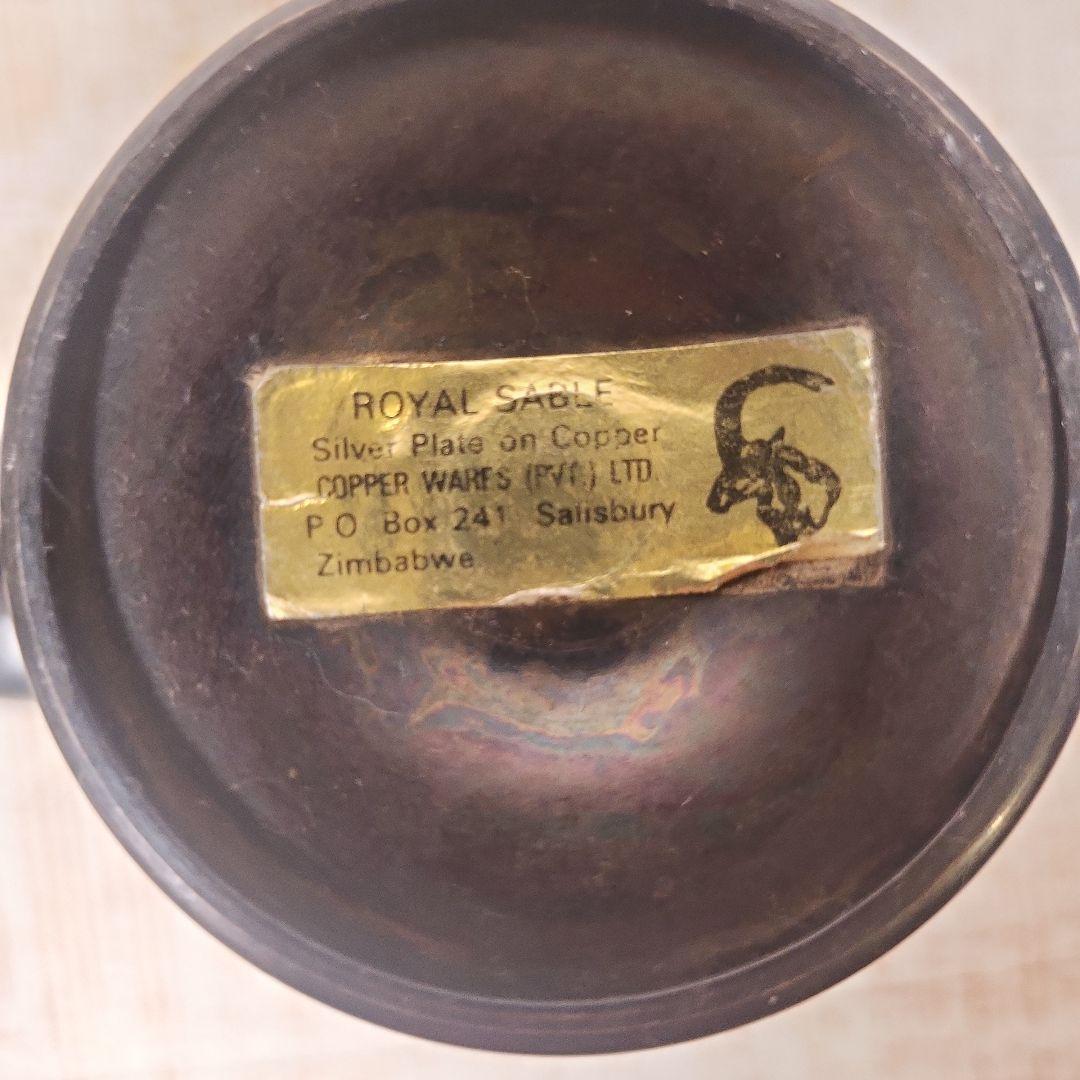 ROYAL SABLE
Silver Plate on Copper
COPPER WARES (PVT.) LTD.
P O Box 241 Salisbury
Zimbabwe